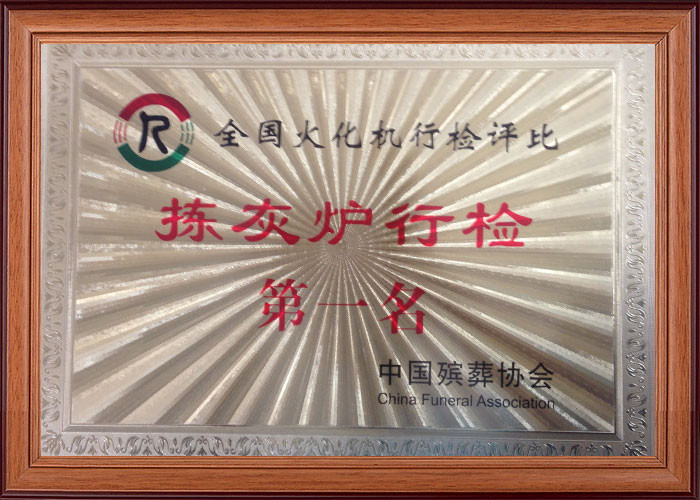 R 全国火化机行检评比
拣灰炉行检
第一名
中国殡葬协会
China Funeral Association